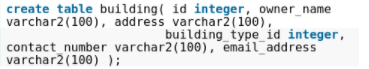 create table building( id integer, owner_name
varchar2(100), address varchar2(100),
building_type_id integer,
contact_number varchar2(100), email_address
varchar2(100) );